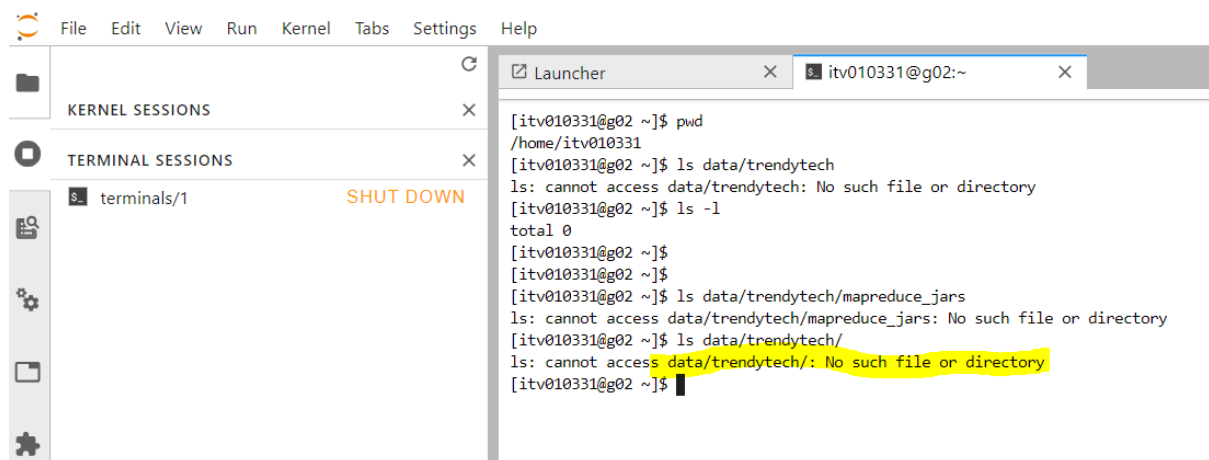 File Edit View Run Kernel Tabs Settings Help
KERNEL SESSIONS
TERMINAL SESSIONS
terminals/1 SHUT DOWN
Launcher
itv010331@g02:~
[itv010331@g02 ~]$ pwd
/home/itv010331
[itv010331@g02 ~]$ ls data/trendytech
ls: cannot access data/trendytech: No such file or directory
[itv010331@g02 ~]$ ls -l
total 0
[itv010331@g02 ~]$
[itv010331@g02 ~]$
[itv010331@g02 ~]$ ls data/trendytech/mapreduce_jars
ls: cannot access data/trendytech/mapreduce_jars: No such file or directory
[itv010331@g02 ~]$ ls data/trendytech/
ls: cannot access data/trendytech/: No such file or directory
[itv010331@g02 ~]$